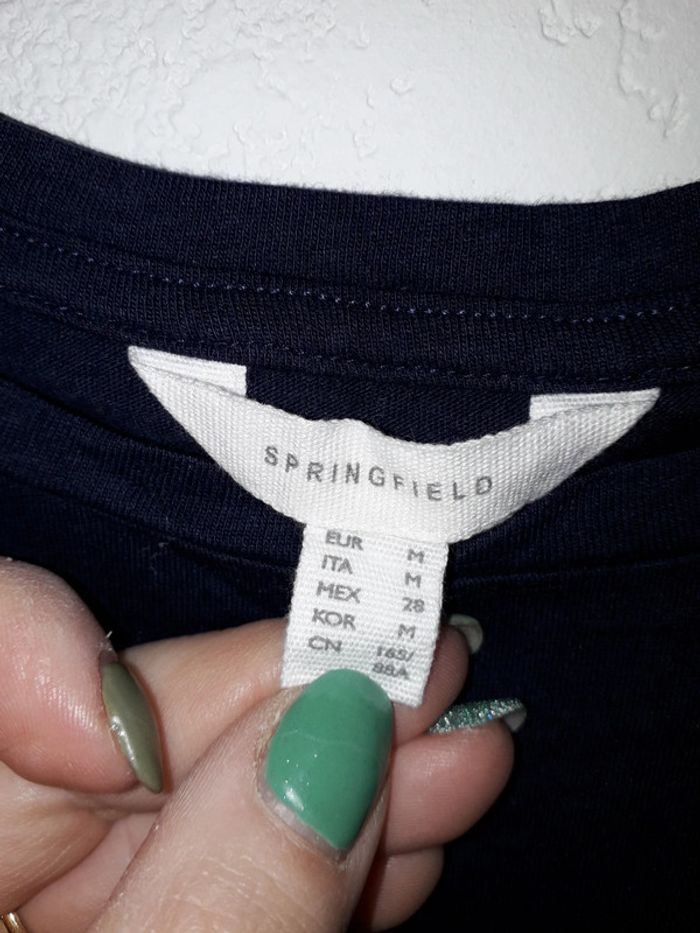 SPRINGFIELD
EUR M
ITA M
MEX 28
KOR M
CN 165/
88A